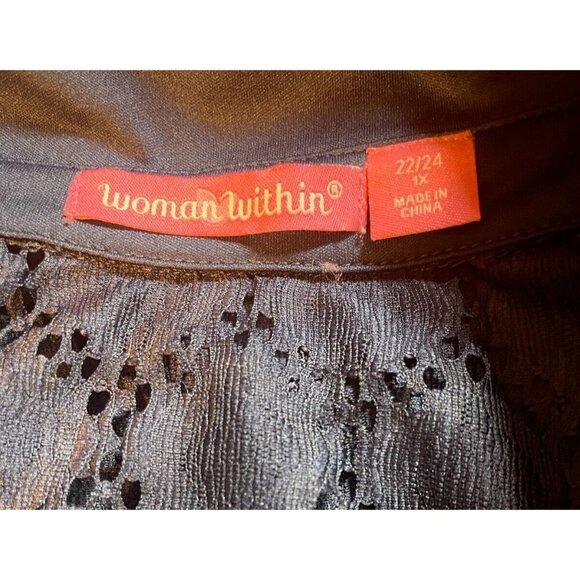 woman within®
22/24
1X
MADE IN
CHINA